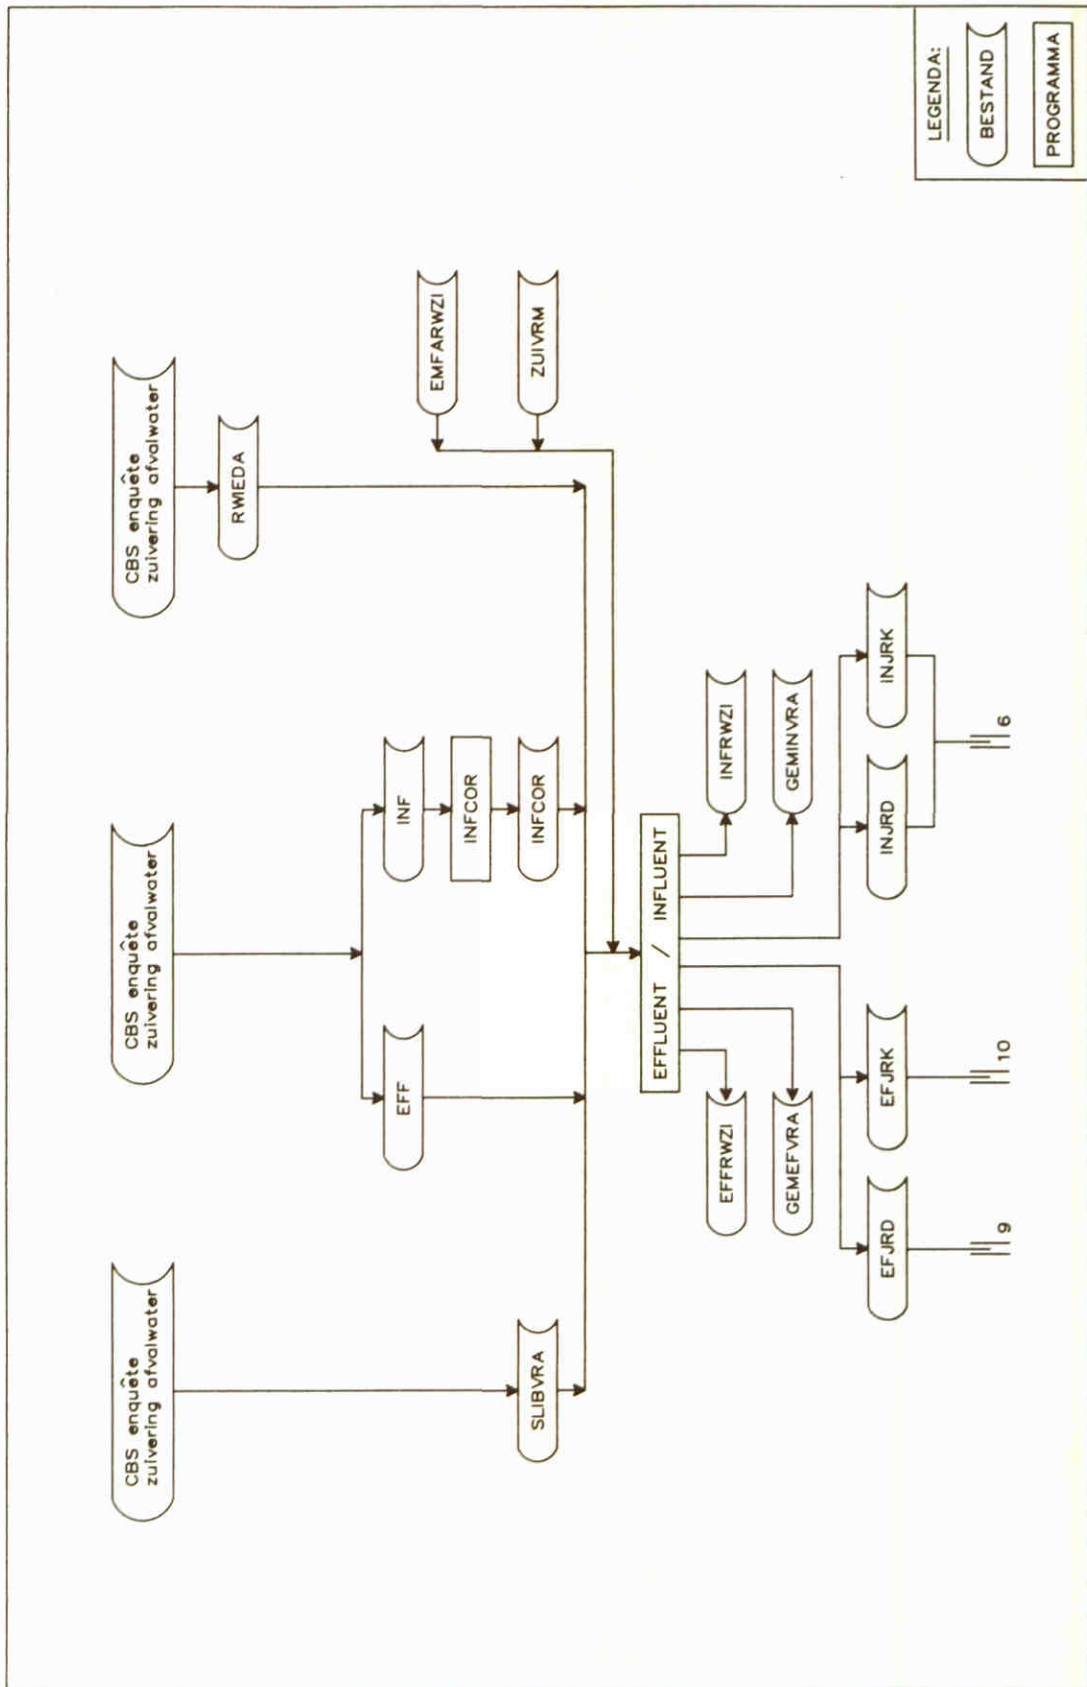 CBS enquête
zuivering afvalwater
CBS enquête
zuivering afvalwater
CBS enquête
zuivering afvalwater
RWIEDA
EFF
INF
INFCOR
EMFARWZI
SLIBVRA
INFCOR
ZUIVRM
EFFLUENT / INFLUENT
EFFRWZI
INFRWZI
GEMEFVRA
GEMINVRA
EFJRD
EFJRK
INJRD
INJRK
9
10
6
LEGENDA:
BESTAND
PROGRAMMA